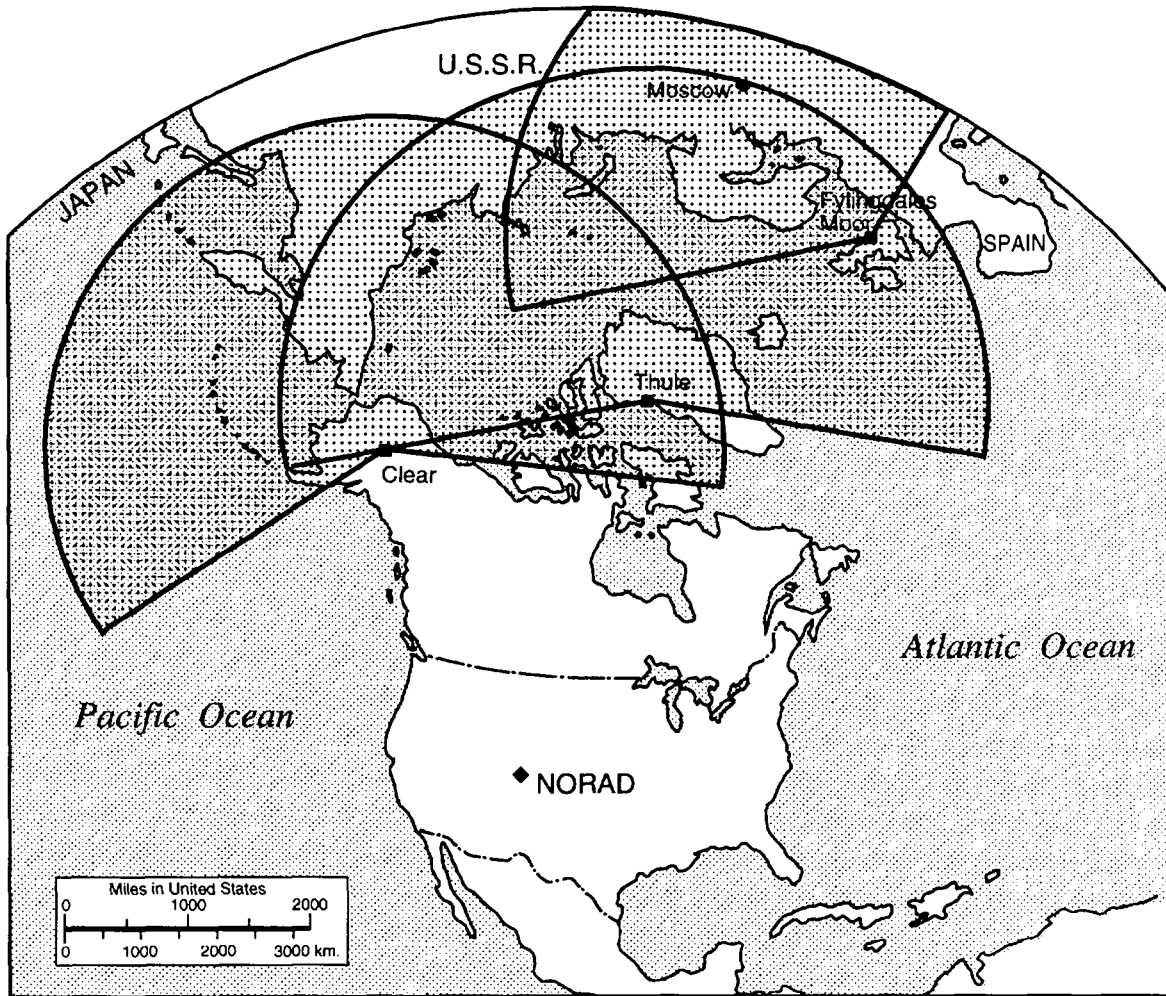 U.S.S.R.
Moscow
JAPAN
Fylingdales
Moor
SPAIN
Thule
Clear
Atlantic Ocean
Pacific Ocean
NORAD
Miles in United States
0 1000 2000
0 1000 2000 3000 km.